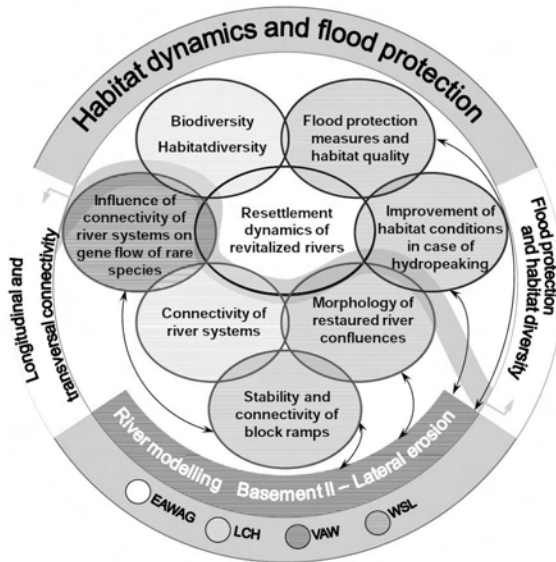 Habitat dynamics and flood protection
Biodiversity
Habitatdiversity
Flood protection
measures and
habitat quality
Influence of
connectivity of
river systems on
gene flow of rare
species
Resettlement
dynamics of
revitalized rivers
Improvement of
habitat conditions
in case of
hydropeaking
Connectivity of
river systems
Morphology of
restaured river
confluences
Stability and
connectivity of
block ramps
Longitudinal and
transversal connectivity
Flood protection
and habitat diversity
River modelling Basement II – Lateral erosion
EAWAG
LCH
VAW
WSL